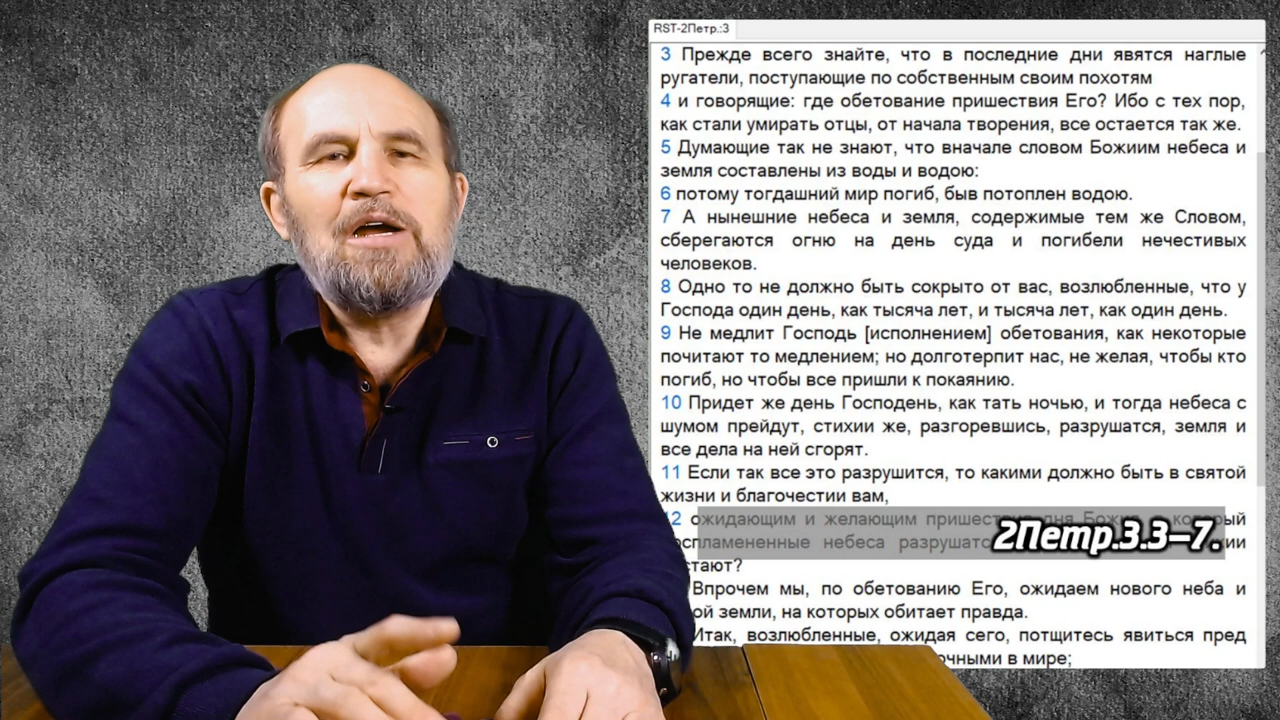 RST-2Петр.:3
3 Прежде всего знайте, что в последние дни явятся наглые
ругатели, поступающие по собственным своим похотям
4 и говорящие: где обетование пришествия Его? Ибо с тех пор,
как стали умирать отцы, от начала творения, все остается так же.
5 Думающие так не знают, что вначале словом Божиим небеса и
земля составлены из воды и водою:
6 потому тогдашний мир погиб, быв потоплен водою.
7 А нынешние небеса и земля, содержимые тем же Словом,
сберегаются огню на день суда и погибели нечестивых
человеков.
8 Одно то не должно быть сокрыто от вас, возлюбленные, что у
Господа один день, как тысяча лет, и тысяча лет, как один день.
9 Не медлит Господь [исполнением] обетования, как некоторые
почитают то медлением; но долготерпит нас, не желая, чтобы кто
погиб, но чтобы все пришли к покаянию.
10 Придет же день Господень, как тать ночью, и тогда небеса с
шумом прейдут, стихии же, разгоревшись, разрушатся, земля и
все дела на ней сгорят.
11 Если так все это разрушится, то какими должно быть в святой
жизни и благочестии вам,
12 ожидающим и желающим пришествия дня Божия, в который
воспламененные небеса разрушатс
2Петр.3.3–7.
стают?
Впрочем мы, по обетованию Его, ожидаем нового неба и
ой земли, на которых обитает правда.
Итак, возлюбленные, ожидая сего, потщитесь явиться пред
очными в мире;